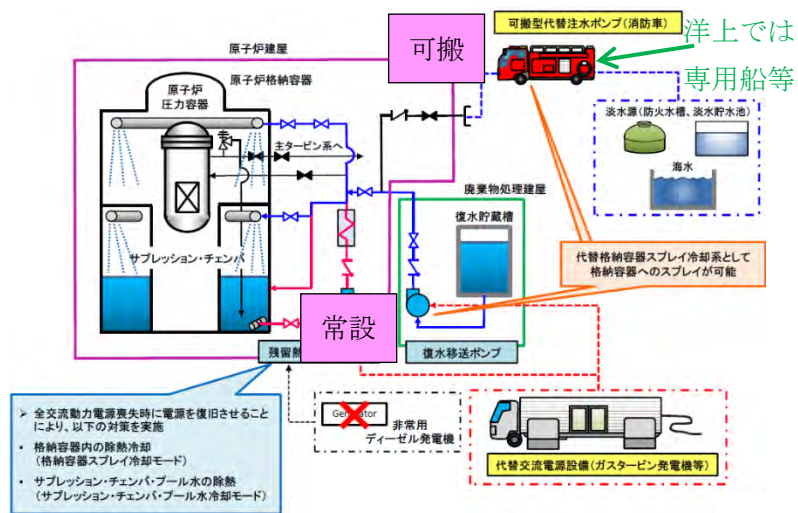 可搬型代替注水ポンプ(消防車)
洋上では
専用船等
可搬
原子炉建屋
原子炉格納容器
原子炉
圧力容器
淡水源(防火水槽、淡水貯水池)
主タービン系へ
海水
廃棄物処理建屋
復水貯蔵槽
サプレッション・チェンバ
代替格納容器スプレイ冷却系として
格納容器へのスプレイが可能
常設
残留熱
復水移送ポンプ
➢ 全交流動力電源喪失時に電源を復旧させること
により、以下の対策を実施
• 格納容器内の除熱冷却
(格納容器スプレイ冷却モード)
• サプレッション・チェンバ・プール水の除熱
(サプレッション・チェンバ・プール水冷却モード)
非常用
ディーゼル発電機
代替交流電源設備(ガスタービン発電機等)